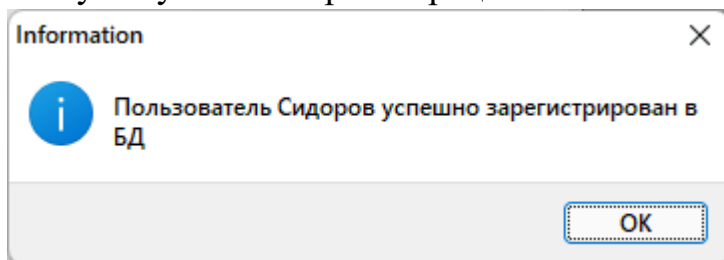 Information
Пользователь Сидоров успешно зарегистрирован в
БД
OK